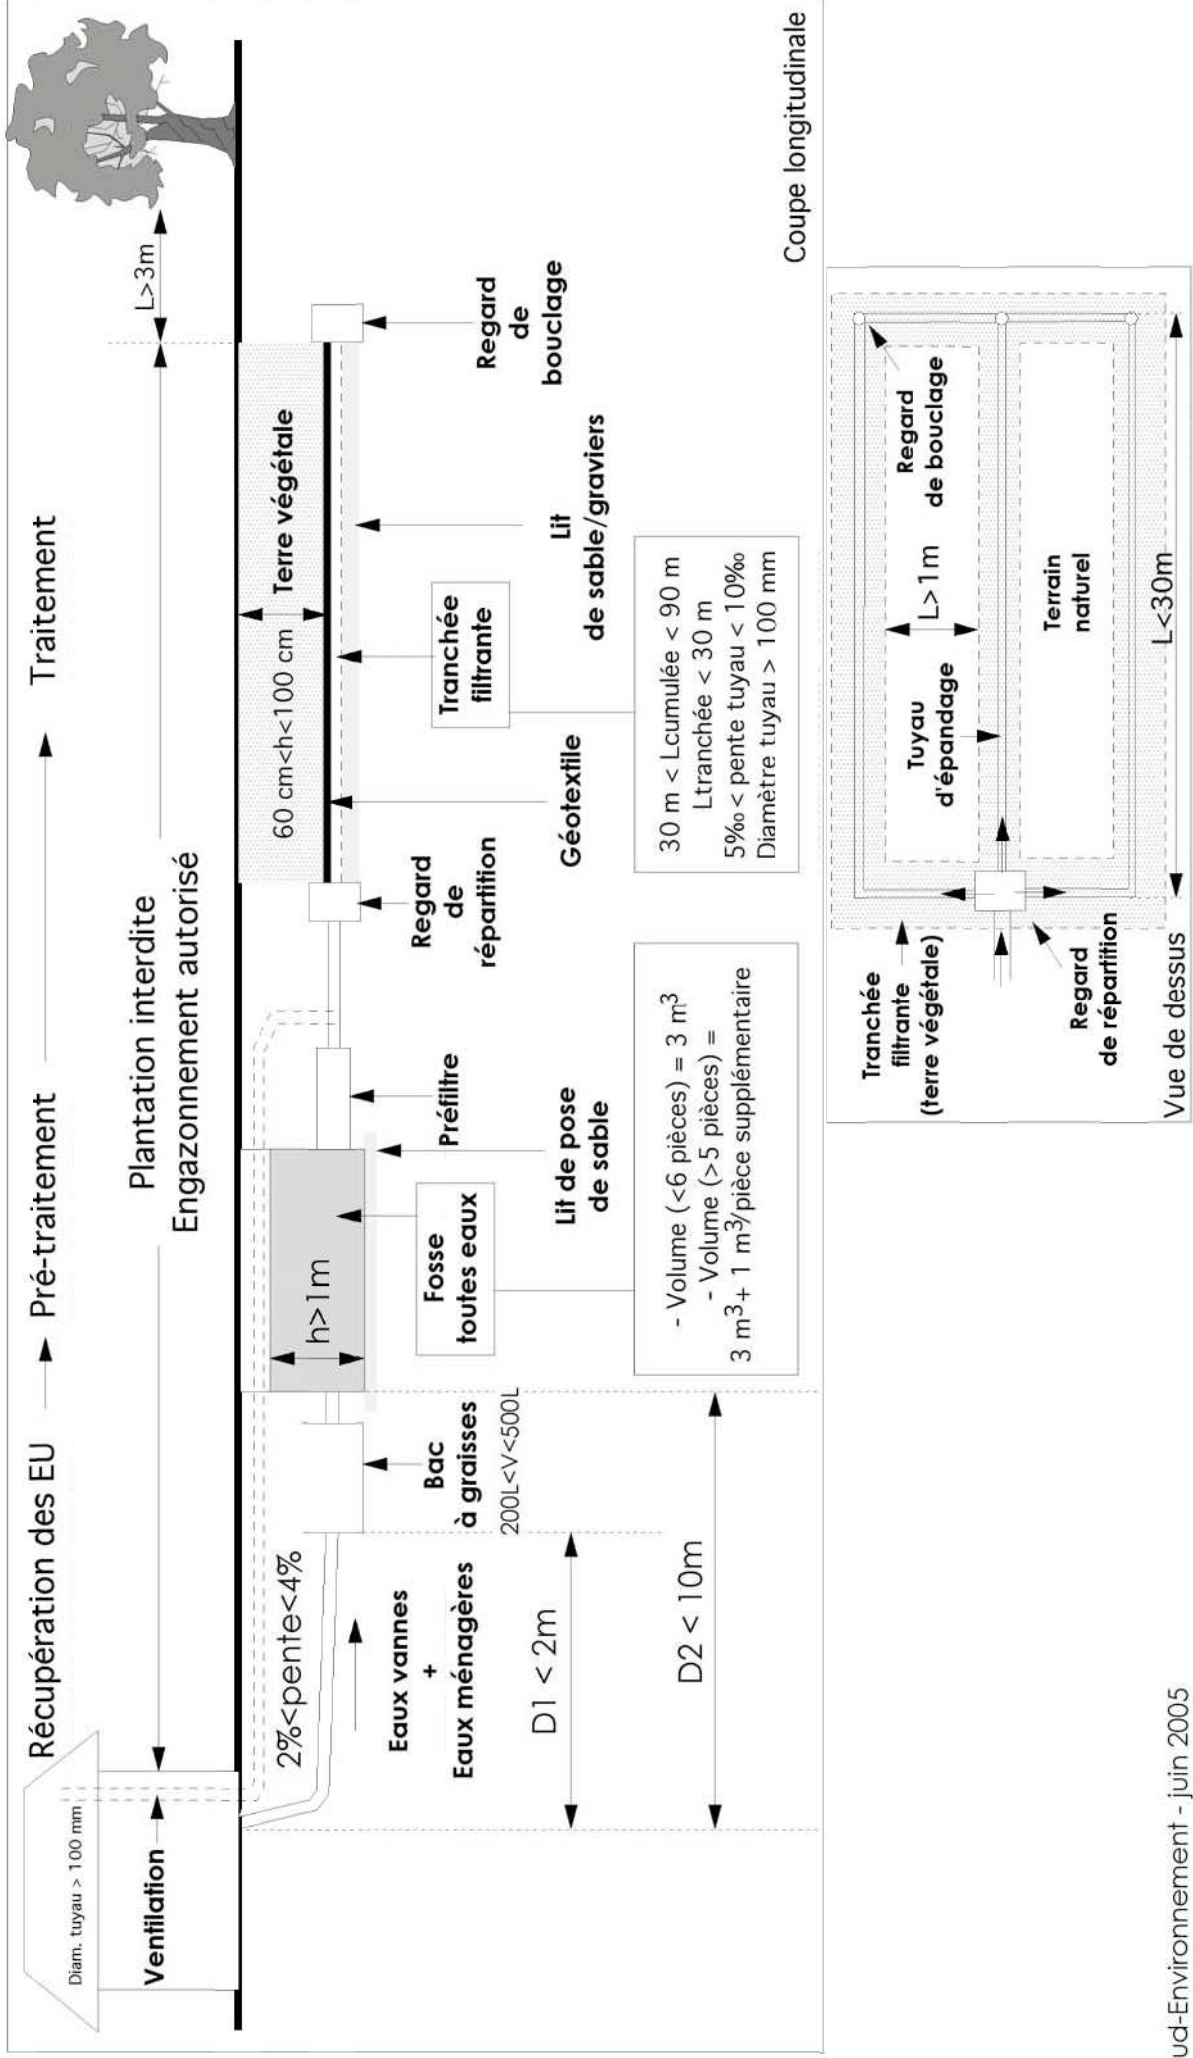 Récupération des EU
Pré-traitement
Traitement
Plantation interdite
Engazonnement autorisé
L>3m
Diam. tuyau > 100 mm
Ventilation
2%<pente<4%
h>1m
60 cm<h<100 cm
Terre végétale
Eaux vannes
+
Eaux ménagères
Bac
à graisses
200L<V<500L
Fosse
toutes eaux
Préfiltre
Lit de pose
de sable
Regard
de
répartition
Géotextile
Tranchée
filtrante
Lit
de sable/graviers
Regard
de
bouclage
D1 < 2m
D2 < 10m
- Volume (<6 pièces) = 3 m³
- Volume (>5 pièces) =
3 m³+ 1 m³/pièce supplémentaire
30 m < Lcumulée < 90 m
Ltranchée < 30 m
5‰ < pente tuyau < 10‰
Diamètre tuyau > 100 mm
Coupe longitudinale
Tranchée
filtrante
(terre végétale)
Tuyau
d'épandage
L>1m
Regard
de bouclage
Regard
de répartition
Terrain
naturel
L<30m
Vue de dessus
ud-Environnement - juin 2005